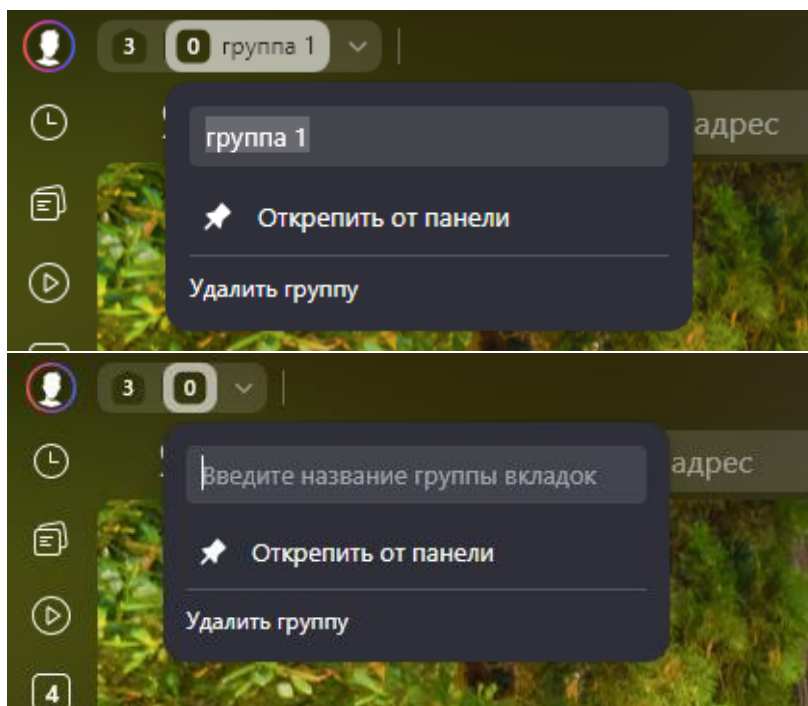 3 0 группа 1
адрес
группа 1
Открепить от панели
Удалить группу
3 0
адрес
Введите название группы вкладок
Открепить от панели
Удалить группу
4